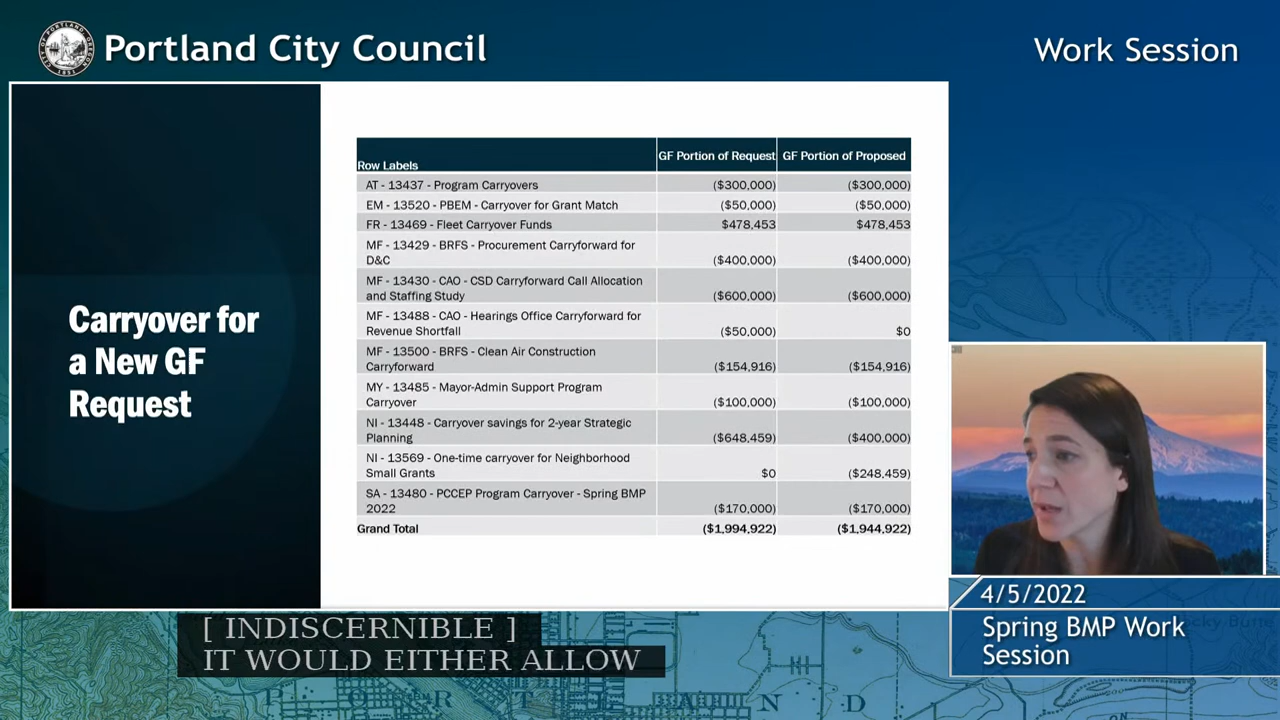 Portland City Council
Work Session
Carryover for
a New GF
Request
Row Labels GF Portion of Request GF Portion of Proposed
AT - 13437 - Program Carryovers ($300,000) ($300,000)
EM - 13520 - PBEM - Carryover for Grant Match ($50,000) ($50,000)
FR - 13469 - Fleet Carryover Funds $478,453 $478,453
MF - 13429 - BRFS - Procurement Carryforward for
D&C ($400,000) ($400,000)
MF - 13430 - CAO - CSD Carryforward Call Allocation
and Staffing Study ($600,000) ($600,000)
MF - 13488 - CAO - Hearings Office Carryforward for
Revenue Shortfall ($50,000) $0
MF - 13500 - BRFS - Clean Air Construction
Carryforward ($154,916) ($154,916)
MY - 13485 - Mayor-Admin Support Program
Carryover ($100,000) ($100,000)
NI - 13448 - Carryover savings for 2-year Strategic
Planning ($648,459) ($400,000)
NI - 13569 - One-time carryover for Neighborhood
Small Grants $0 ($248,459)
SA - 13480 - PCCEP Program Carryover - Spring BMP
2022 ($170,000) ($170,000)
Grand Total ($1,994,922) ($1,944,922)
4/5/2022
Spring BMP Work
Session
[ INDISCERNIBLE ]
IT WOULD EITHER ALLOW
P O R T L A N D